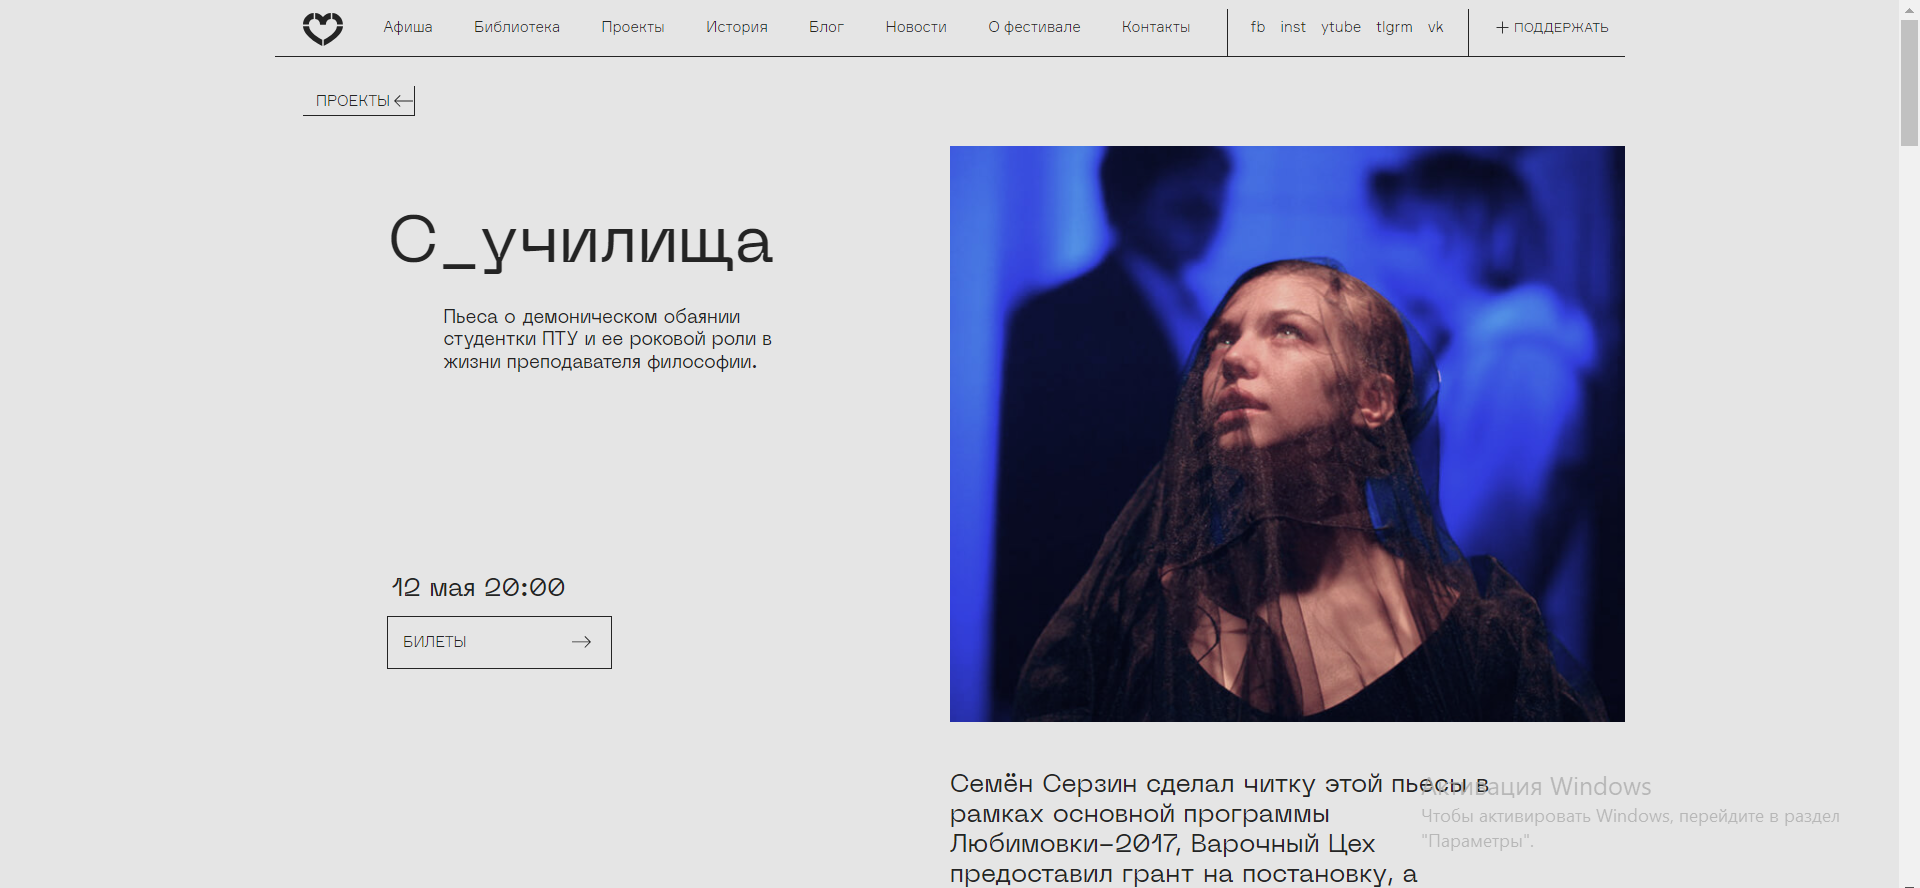 Афиша Библиотека Проекты История Блог Новости О фестивале Контакты fb inst ytube tlgrm vk + ПОДДЕРЖАТЬ
ПРОЕКТЫ
С_училища
Пьеса о демоническом обаянии
студентки ПТУ и ее роковой роли в
жизни преподавателя философии.
12 мая 20:00
БИЛЕТЫ
Семён Серзин сделал читку этой пьесы в
рамках основной программы
Любимовки-2017, Варочный Цех
предоставил грант на постановку, а
Активация Windows
Чтобы активировать Windows, перейдите в раздел
"Параметры".